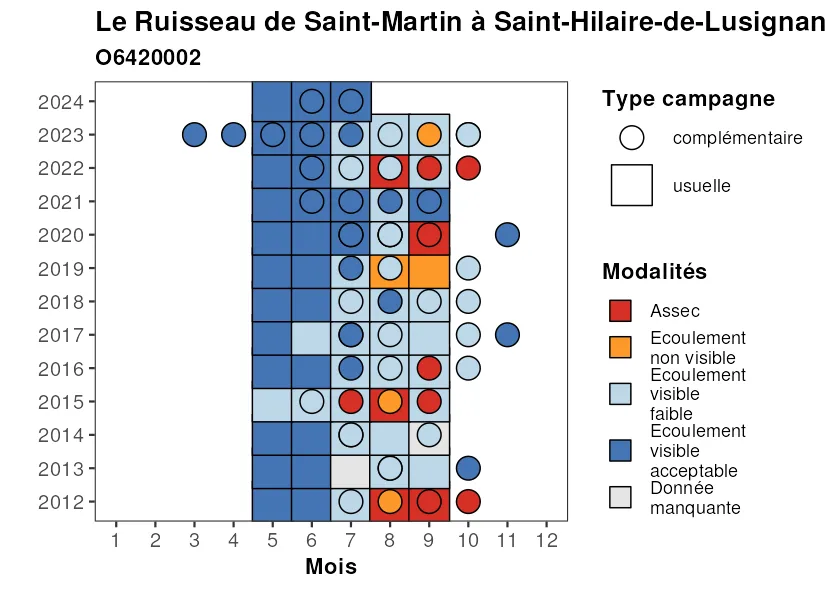 Le Ruisseau de Saint-Martin à Saint-Hilaire-de-Lusignan
O6420002
2024
2023
2022
2021
2020
2019
2018
2017
2016
2015
2014
2013
2012
1 2 3 4 5 6 7 8 9 10 11 12
Mois
Type campagne
complémentaire
usuelle
Modalités
Assec
Ecoulement
non visible
Ecoulement
visible
faible
Ecoulement
visible
acceptable
Donnée
manquante